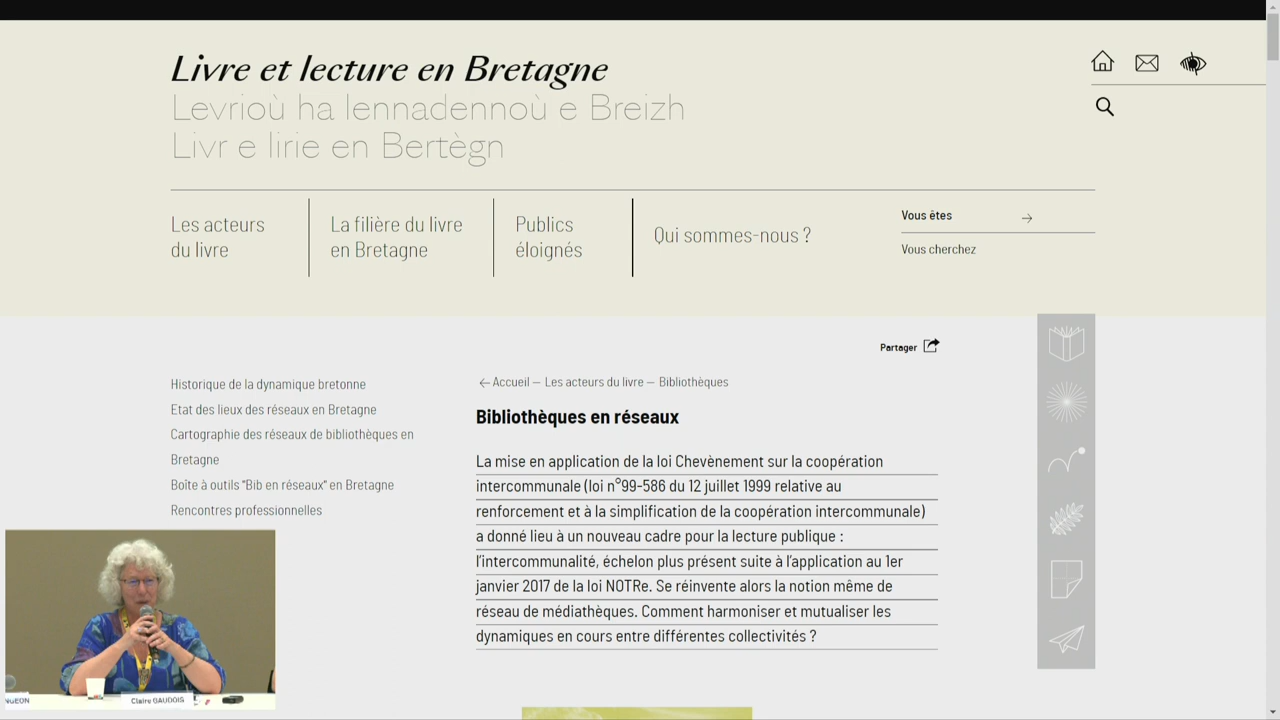 Livre et lecture en Bretagne
Levrioù ha lennadennoù e Breizh
Livr e lirie en Bertègn
Les acteurs
du livre
La filière du livre
en Bretagne
Publics
éloignés
Qui sommes-nous ?
Vous êtes
Vous cherchez
Partager
Historique de la dynamique bretonne
Etat des lieux des réseaux en Bretagne
Cartographie des réseaux de bibliothèques en
Bretagne
Boîte à outils "Bib en réseaux" en Bretagne
Rencontres professionnelles
Accueil – Les acteurs du livre – Bibliothèques
Bibliothèques en réseaux
La mise en application de la loi Chevènement sur la coopération
intercommunale (loi n°99-586 du 12 juillet 1999 relative au
renforcement et à la simplification de la coopération intercommunale)
a donné lieu à un nouveau cadre pour la lecture publique :
l'intercommunalité, échelon plus présent suite à l'application au 1er
janvier 2017 de la loi NOTRe. Se réinvente alors la notion même de
réseau de médiathèques. Comment harmoniser et mutualiser les
dynamiques en cours entre différentes collectivités ?
Claire GAUDOIS